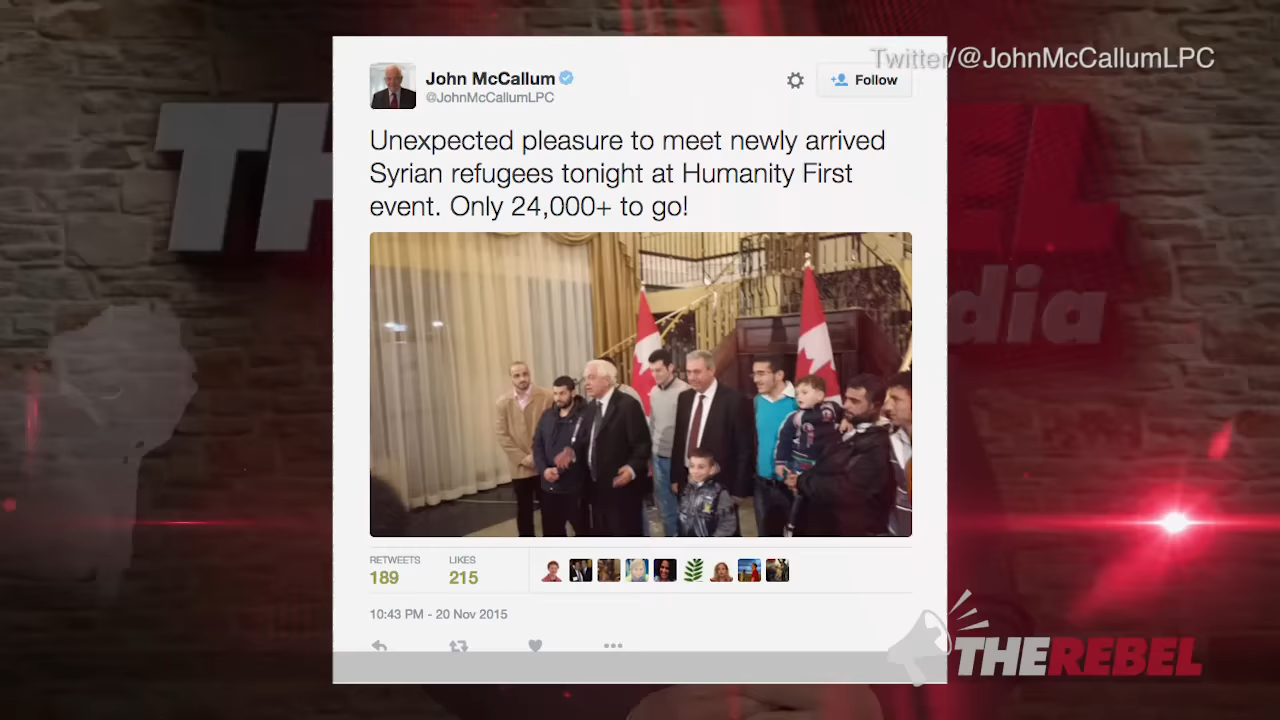 Twitter/@JohnMcCallumLPC
John McCallum
@JohnMcCallumLPC
Follow
Unexpected pleasure to meet newly arrived
Syrian refugees tonight at Humanity First
event. Only 24,000+ to go!
RETWEETS
189
LIKES
215
10:43 PM - 20 Nov 2015
THEREBEL